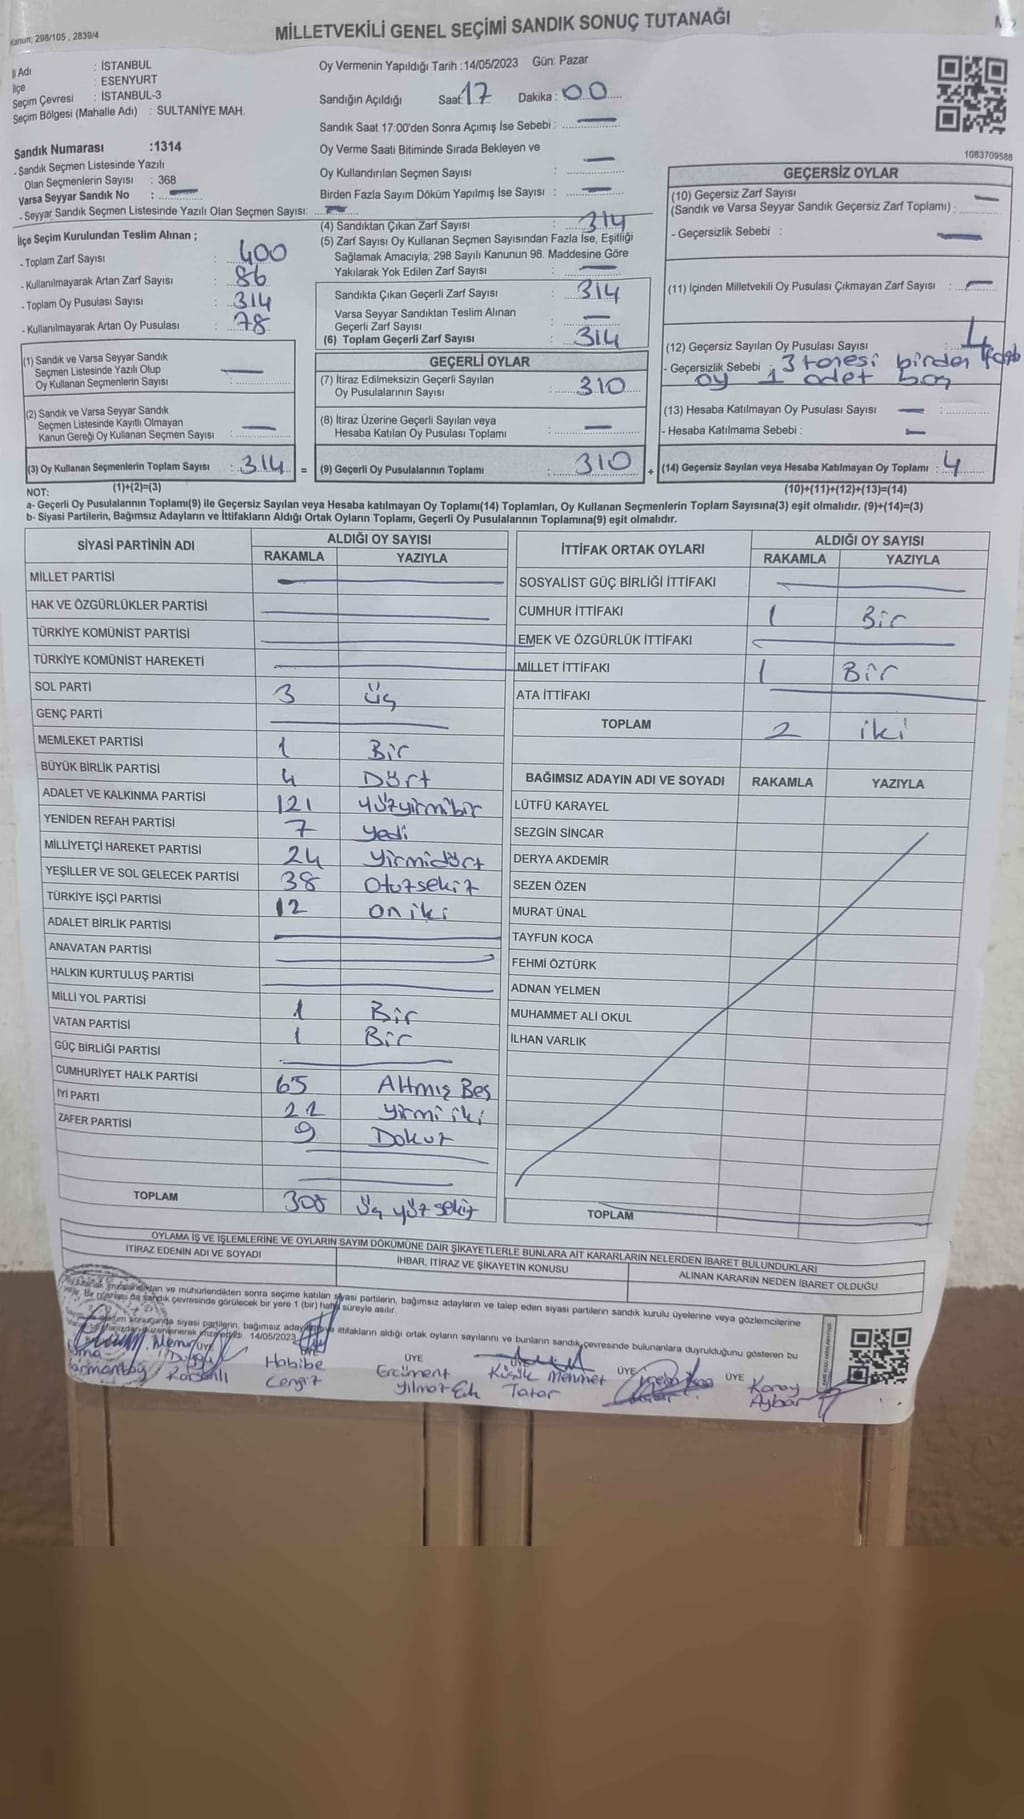 Kanun; 298/105 , 2839/4
MİLLETVEKİLİ GENEL SEÇİMİ SANDIK SONUÇ TUTANAĞI
İl Adı : İSTANBUL
İlçe : ESENYURT
Seçim Çevresi : İSTANBUL-3
Seçim Bölgesi (Mahalle Adı) : SULTANİYE MAH.
Sandık Numarası :1314
- Sandık Seçmen Listesinde Yazılı
Olan Seçmenlerin Sayısı : 368
Varsa Seyyar Sandık No : —
- Seyyar Sandık Seçmen Listesinde Yazılı Olan Seçmen Sayısı: —
İlçe Seçim Kurulundan Teslim Alınan ;
- Toplam Zarf Sayısı : 400
- Kullanılmayarak Artan Zarf Sayısı : 86
- Toplam Oy Pusulası Sayısı : 314
- Kullanılmayarak Artan Oy Pusulası : 78
Oy Vermenin Yapıldığı Tarih :14/05/2023 Gün: Pazar
Sandığın Açıldığı Saat: 17 Dakika : 00
Sandık Saat 17:00'den Sonra Açımış İse Sebebi : —
Oy Verme Saati Bitiminde Sırada Bekleyen ve
Oy Kullandırılan Seçmen Sayısı —
Birden Fazla Sayım Döküm Yapılmış İse Sayısı : —
(4) Sandıktan Çıkan Zarf Sayısı : 314
(5) Zarf Sayısı Oy Kullanan Seçmen Sayısından Fazla İse, Eşitliği
Sağlamak Amacıyla; 298 Sayılı Kanunun 98. Maddesine Göre
Yakılarak Yok Edilen Zarf Sayısı : —
Sandıkta Çıkan Geçerli Zarf Sayısı : 314
Varsa Seyyar Sandıktan Teslim Alınan
Geçerli Zarf Sayısı : —
(6) Toplam Geçerli Zarf Sayısı : 314
1083709588
GEÇERSİZ OYLAR
(10) Geçersiz Zarf Sayısı —
(Sandık ve Varsa Seyyar Sandık Geçersiz Zarf Toplamı) :
- Geçersizlik Sebebi : —
(11) İçinden Milletvekili Oy Pusulası Çıkmayan Zarf Sayısı : —
(12) Geçersiz Sayılan Oy Pusulası Sayısı : 4
- Geçersizlik Sebebi : 3 tanesi birden fazla
oy 1 adet boş
(13) Hesaba Katılmayan Oy Pusulası Sayısı : —
- Hesaba Katılmama Sebebi : —
(14) Geçersiz Sayılan veya Hesaba Katılmayan Oy Toplamı : 4
(10)+(11)+(12)+(13)=(14)
(1) Sandık ve Varsa Seyyar Sandık
Seçmen Listesinde Yazılı Olup
Oy Kullanan Seçmenlerin Sayısı : —
(2) Sandık ve Varsa Seyyar Sandık
Seçmen Listesinde Kayıtlı Olmayan
Kanun Gereği Oy Kullanan Seçmen Sayısı : —
(3) Oy Kullanan Seçmenlerin Toplam Sayısı : 314 =
(1)+(2)=(3)
GEÇERLİ OYLAR
(7) İtiraz Edilmeksizin Geçerli Sayılan
Oy Pusulalarının Sayısı : 310
(8) İtiraz Üzerine Geçerli Sayılan veya
Hesaba Katılan Oy Pusulası Toplamı : —
(9) Geçerli Oy Pusulalarının Toplamı : 310 +
NOT:
a- Geçerli Oy Pusulalarının Toplamı(9) ile Geçersiz Sayılan veya Hesaba katılmayan Oy Toplamı(14) Toplamları, Oy Kullanan Seçmenlerin Toplam Sayısına(3) eşit olmalıdır. (9)+(14)=(3)
b- Siyasi Partilerin, Bağımsız Adayların ve İttifakların Aldığı Ortak Oyların Toplamı, Geçerli Oy Pusulalarının Toplamına(9) eşit olmalıdır.
SİYASİ PARTİNİN ADI ALDIĞI OY SAYISI
RAKAMLA YAZIYLA
MİLLET PARTİSİ —
HAK VE ÖZGÜRLÜKLER PARTİSİ —
TÜRKİYE KOMÜNİST PARTİSİ —
TÜRKİYE KOMÜNİST HAREKETİ —
SOL PARTİ 3 Üç
GENÇ PARTİ —
MEMLEKET PARTİSİ 1 Bir
BÜYÜK BİRLİK PARTİSİ 4 Dört
ADALET VE KALKINMA PARTİSİ 121 yüzyirmibir
YENİDEN REFAH PARTİSİ 7 yedi
MİLLİYETÇİ HAREKET PARTİSİ 24 yirmidört
YEŞİLLER VE SOL GELECEK PARTİSİ 38 Otuzsekiz
TÜRKİYE İŞÇİ PARTİSİ 12 on iki
ADALET BİRLİK PARTİSİ —
ANAVATAN PARTİSİ —
HALKIN KURTULUŞ PARTİSİ —
MİLLİ YOL PARTİSİ 1 Bir
VATAN PARTİSİ 1 Bir
GÜÇ BİRLİĞİ PARTİSİ —
CUMHURİYET HALK PARTİSİ 65 Altmış Beş
İYİ PARTİ 22 yirmi iki
ZAFER PARTİSİ 9 Dokuz
TOPLAM 308 Üç yüz sekiz
İTTİFAK ORTAK OYLARI ALDIĞI OY SAYISI
RAKAMLA YAZIYLA
SOSYALİST GÜÇ BİRLİĞİ İTTİFAKI —
CUMHUR İTTİFAKI 1 Bir
EMEK VE ÖZGÜRLÜK İTTİFAKI —
MİLLET İTTİFAKI 1 Bir
ATA İTTİFAKI —
TOPLAM 2 iki
BAĞIMSIZ ADAYIN ADI VE SOYADI RAKAMLA YAZIYLA
LÜTFÜ KARAYEL
SEZGİN SİNCAR
DERYA AKDEMİR
SEZEN ÖZEN
MURAT ÜNAL
TAYFUN KOCA
FEHMİ ÖZTÜRK
ADNAN YELMEN
MUHAMMET ALİ OKUL
İLHAN VARLIK
TOPLAM —
OYLAMA İŞ VE İŞLEMLERİNE VE OYLARIN SAYIM DÖKÜMÜNE DAİR ŞİKAYETLERLE BUNLARA AİT KARARLARIN NELERDEN İBARET BULUNDUKLARI
İTİRAZ EDENİN ADI VE SOYADI İHBAR, İTİRAZ VE ŞİKAYETİN KONUSU ALINAN KARARIN NEDEN İBARET OLDUĞU
ve mühürlendikten sonra seçime katılan siyasi partilerin, bağımsız adayların ve talep eden siyasi partilerin sandık kurulu üyelerine veya gözlemcilerine
da sandık çevresinde görülecek bir yere 1 (bir) hafta süreyle asılır.
sonucunda siyasi partilerin, bağımsız adayların ve ittifakların aldığı ortak oyların sayılarını ve bunların sandık çevresinde bulunanlara duyrulduğunu gösteren bu
14/05/2023
ÜYE ÜYE ÜYE ÜYE ÜYE
Duygu Habibe Ercüment Küçük Mehmet Koray
Cengiz Yılmaz Tatar Aybar